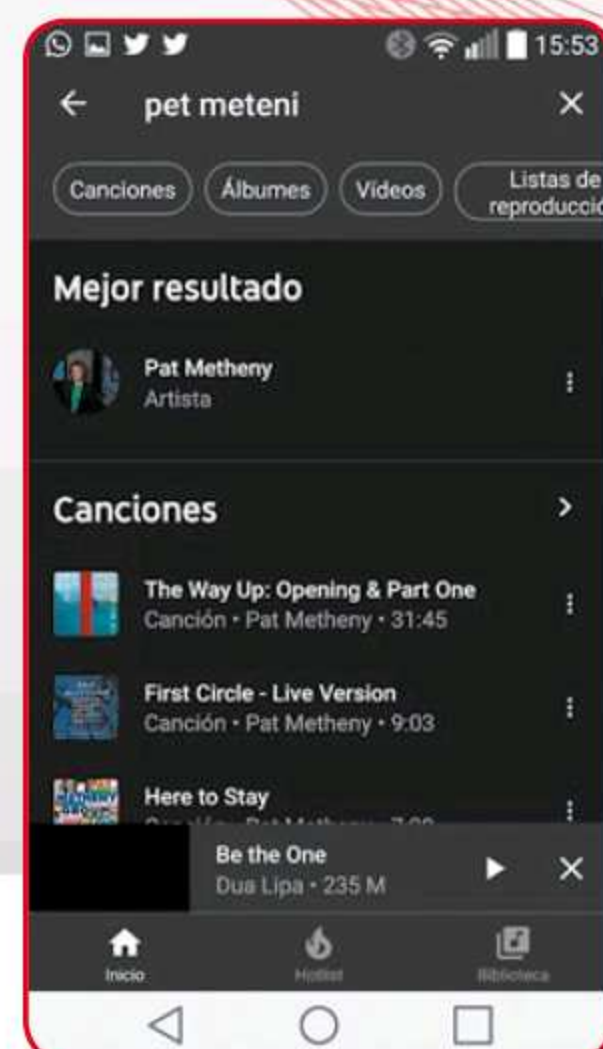 15:53
pet meteni
Canciones
Álbumes
Vídeos
Listas de
reproducció
Mejor resultado
Pat Metheny
Artista
Canciones
The Way Up: Opening & Part One
Canción • Pat Metheny • 31:45
First Circle - Live Version
Canción • Pat Metheny • 9:03
Here to Stay
Be the One
Dua Lipa • 235 M
Inicio
Hotlist
Biblioteca